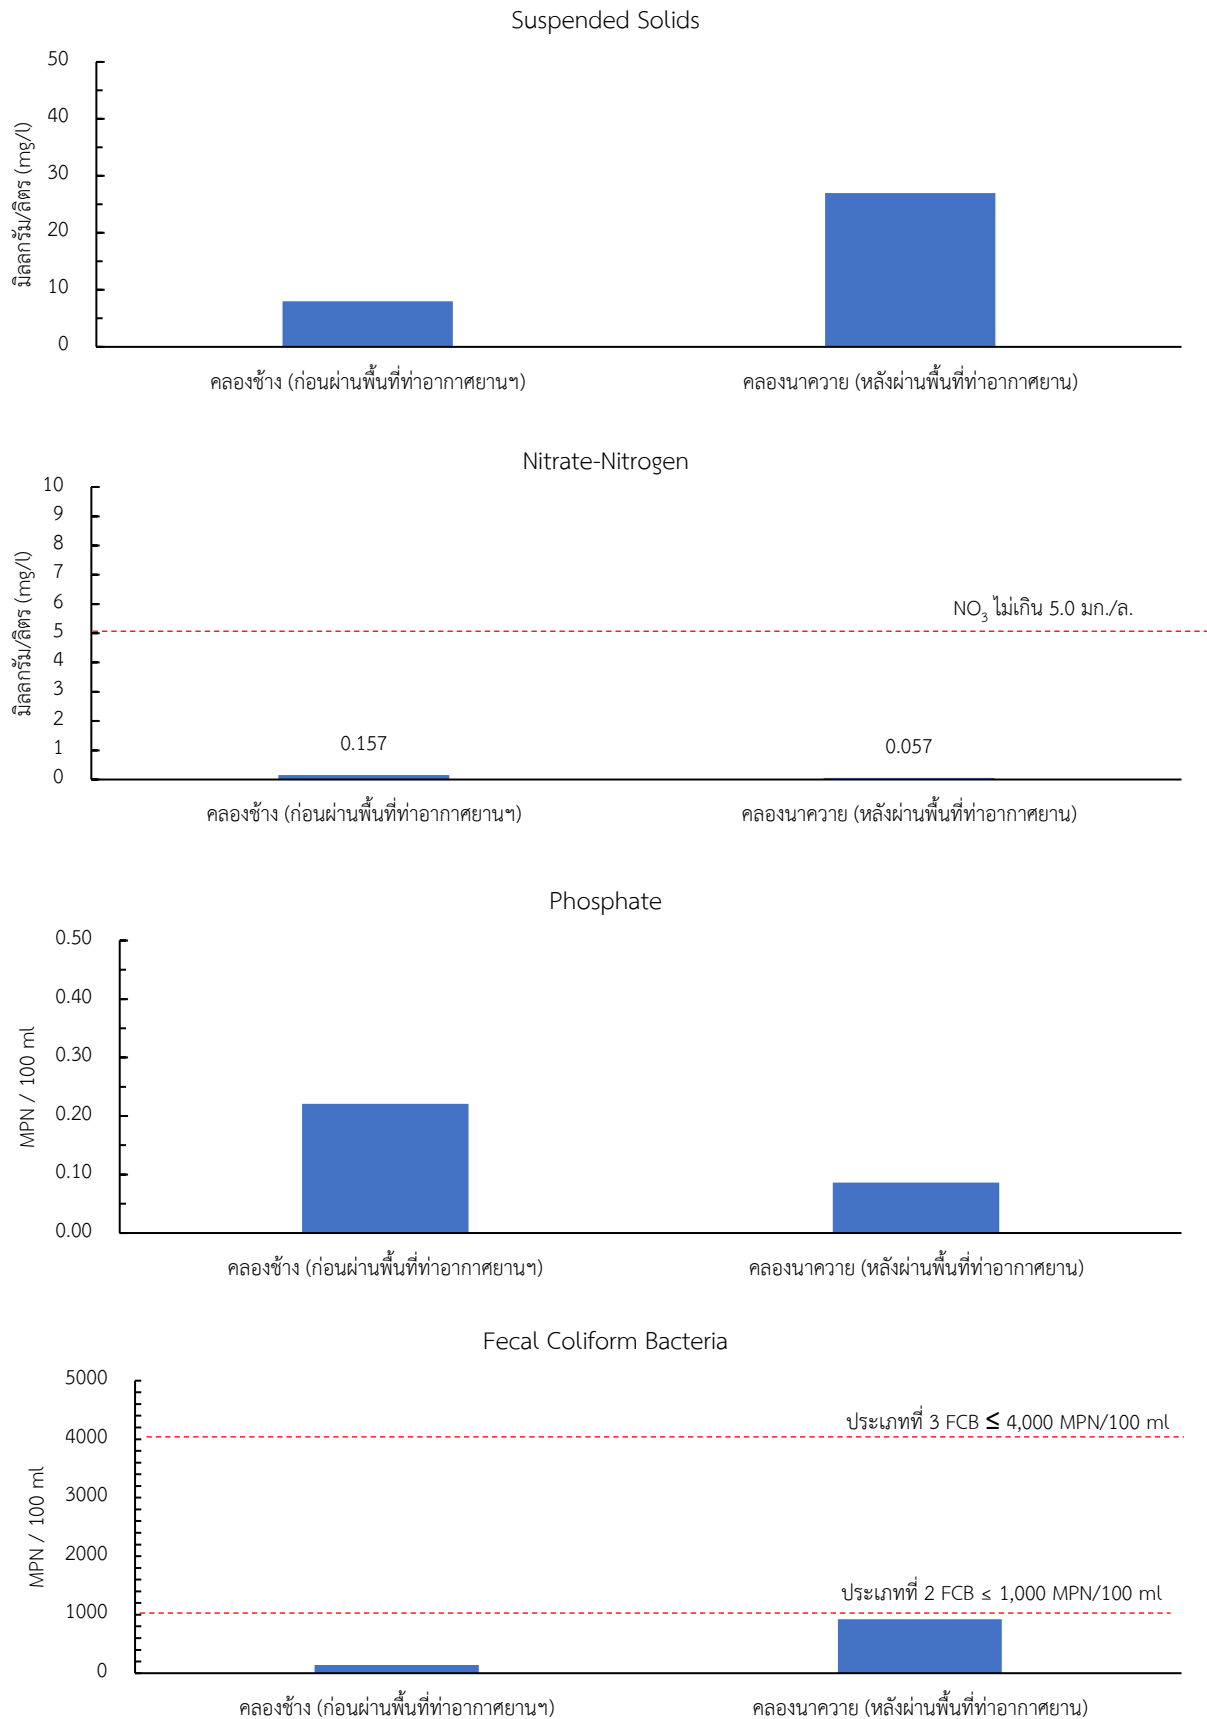 Suspended Solids
50
40
30
20
10
0
มิลลกรัม/ลิตร (mg/l)
คลองช้าง (ก่อนผ่านพื้นที่ท่าอากาศยานฯ)
คลองนาควาย (หลังผ่านพื้นที่ท่าอากาศยาน)
Nitrate-Nitrogen
10
9
8
7
6
5
4
3
2
1
0
มิลลกรัม/ลิตร (mg/l)
NO3 ไม่เกิน 5.0 มก./ล.
0.157
0.057
คลองช้าง (ก่อนผ่านพื้นที่ท่าอากาศยานฯ)
คลองนาควาย (หลังผ่านพื้นที่ท่าอากาศยาน)
Phosphate
0.50
0.40
0.30
0.20
0.10
0.00
MPN / 100 ml
คลองช้าง (ก่อนผ่านพื้นที่ท่าอากาศยานฯ)
คลองนาควาย (หลังผ่านพื้นที่ท่าอากาศยาน)
Fecal Coliform Bacteria
5000
4000
3000
2000
1000
0
MPN / 100 ml
ประเภทที่ 3 FCB ≤ 4,000 MPN/100 ml
ประเภทที่ 2 FCB ≤ 1,000 MPN/100 ml
คลองช้าง (ก่อนผ่านพื้นที่ท่าอากาศยานฯ)
คลองนาควาย (หลังผ่านพื้นที่ท่าอากาศยาน)